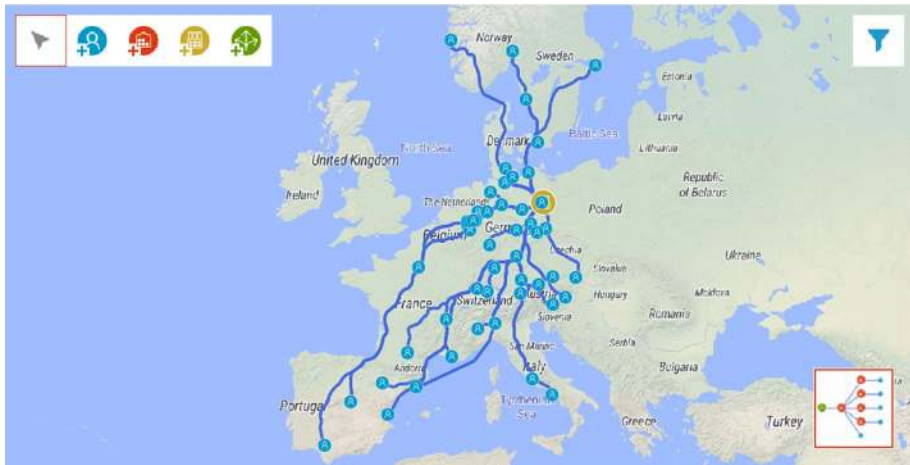 Norway
Sweden
Estonia
Latvia
Baltic Sea
Denmark
North Sea
Lithuania
United Kingdom
Republic
of Belarus
Ireland
The Netherlands
Poland
Belgium
Germ
Czechia
Ukraine
Slovakia
France
Switzerland
Austria
Hungary
Moldova
Slovenia
Romania
San Marino
Serbia
Andorra
Italy
Bulgaria
Portuga
Tyrrhenian
Sea
Greece
Turkey